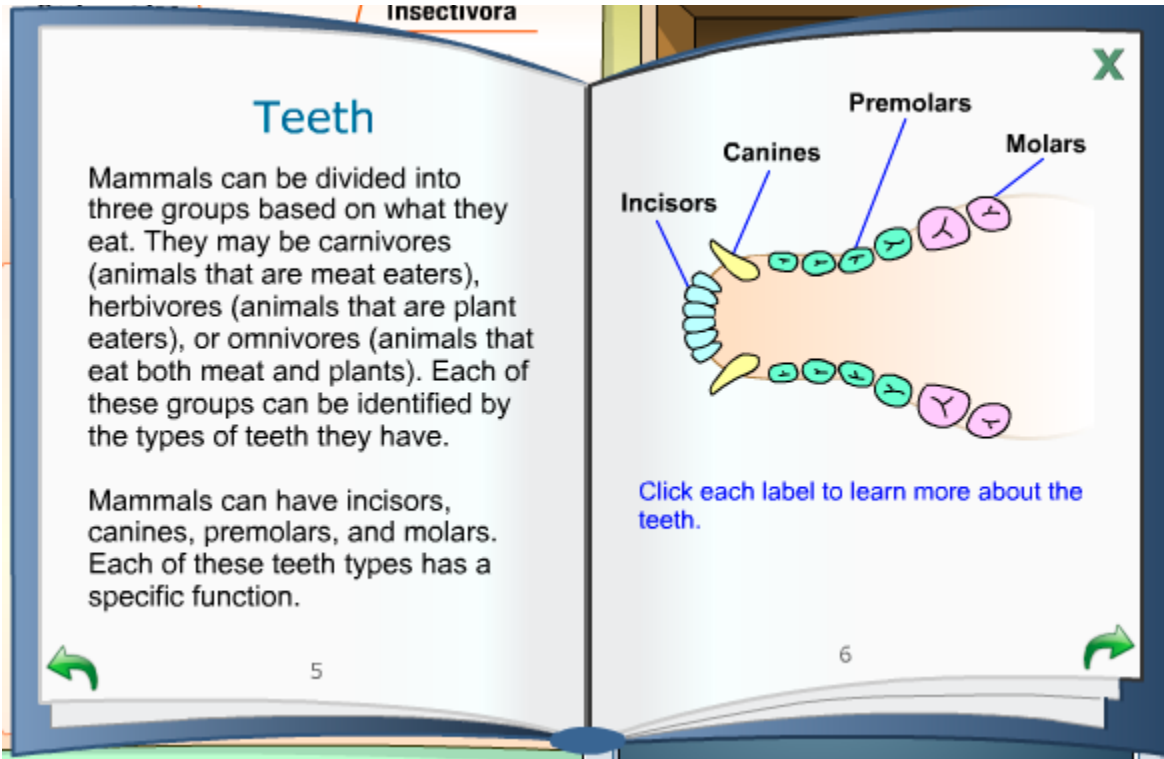 Insectivora
Teeth
Mammals can be divided into
three groups based on what they
eat. They may be carnivores
(animals that are meat eaters),
herbivores (animals that are plant
eaters), or omnivores (animals that
eat both meat and plants). Each of
these groups can be identified by
the types of teeth they have.
Mammals can have incisors,
canines, premolars, and molars.
Each of these teeth types has a
specific function.
5
X
Premolars
Molars
Canines
Incisors
Click each label to learn more about the
teeth.
6